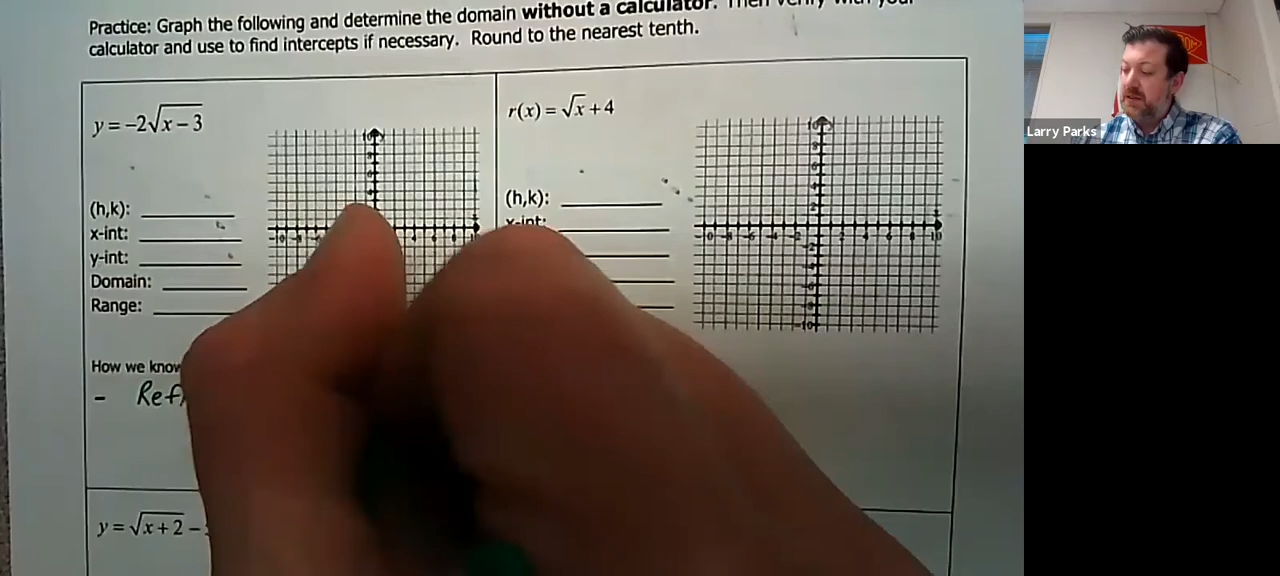 Practice: Graph the following and determine the domain without a calculator. Then verify with your
calculator and use to find intercepts if necessary. Round to the nearest tenth.
y = -2√x - 3
(h,k):
x-int:
y-int:
Domain:
Range:
How we know
- Ref
y = √x + 2 -
r(x) = √x + 4
(h,k):
x-int:
Larry Parks